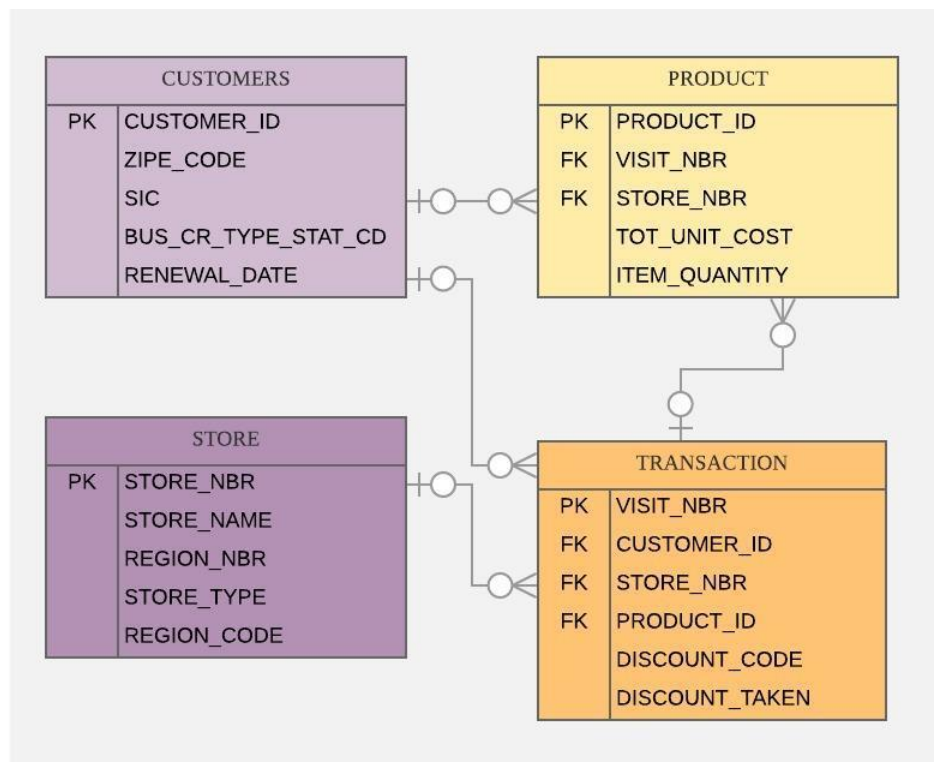 CUSTOMERS
PK CUSTOMER_ID
ZIPE_CODE
SIC
BUS_CR_TYPE_STAT_CD
RENEWAL_DATE
PRODUCT
PK PRODUCT_ID
FK VISIT_NBR
FK STORE_NBR
TOT_UNIT_COST
ITEM_QUANTITY
STORE
PK STORE_NBR
STORE_NAME
REGION_NBR
STORE_TYPE
REGION_CODE
TRANSACTION
PK VISIT_NBR
FK CUSTOMER_ID
FK STORE_NBR
FK PRODUCT_ID
DISCOUNT_CODE
DISCOUNT_TAKEN